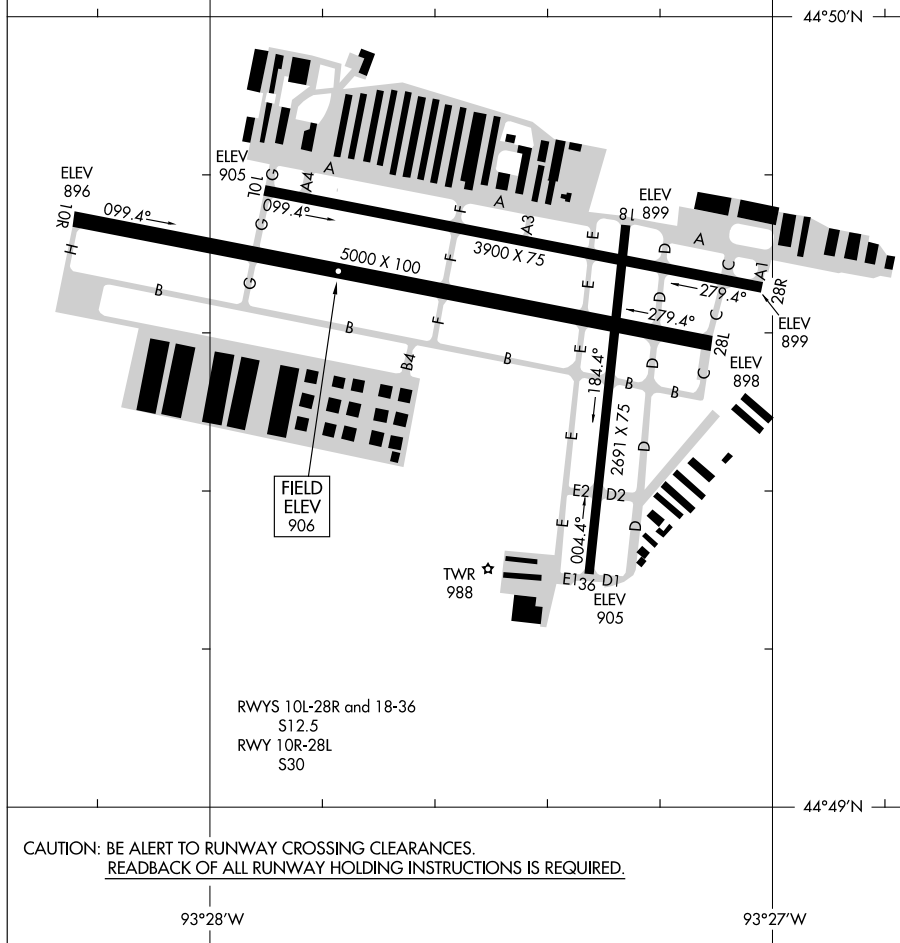 44°50'N
ELEV
896
ELEV
905
10L
G
A4
A
ELEV
899
18
10R
099.4°
099.4°
F
A
A3
E
D
A
C
A1
28R
H
G
5000 X 100
3900 X 75
F
E
D
279.4°
C
ELEV
899
B
G
B
F
E
279.4°
28L
B4
B
184.4°
B
D
B
C
ELEV
898
E
2691 X 75
D
FIELD
ELEV
906
E2
D2
E
004.4°
D
TWR
988
E1
36
D1
ELEV
905
RWYS 10L-28R and 18-36
S12.5
RWY 10R-28L
S30
44°49'N
CAUTION: BE ALERT TO RUNWAY CROSSING CLEARANCES.
READBACK OF ALL RUNWAY HOLDING INSTRUCTIONS IS REQUIRED.
93°28'W
93°27'W